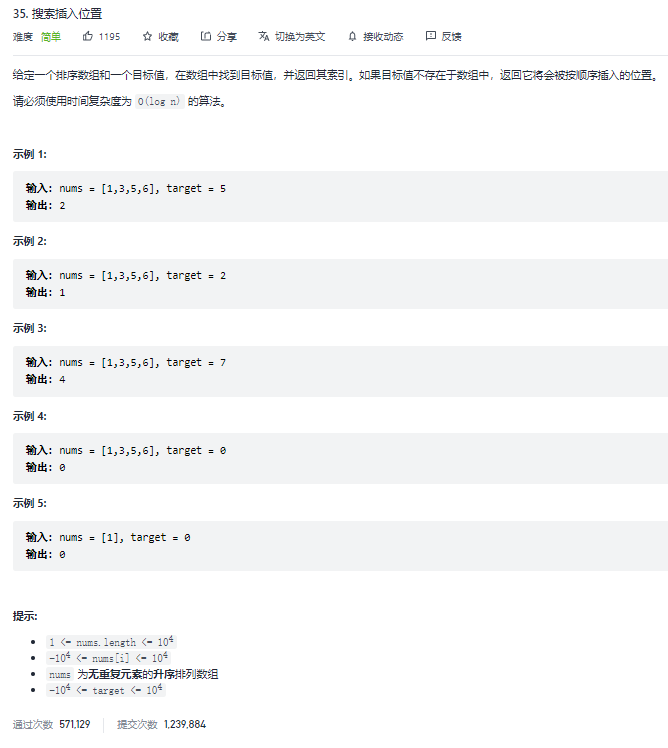 35. 搜索插入位置
难度 简单 1195 收藏 分享 切换为英文 接收动态 反馈
给定一个排序数组和一个目标值，在数组中找到目标值，并返回其索引。如果目标值不存在于数组中，返回它将会被按顺序插入的位置。
请必须使用时间复杂度为 O(log n) 的算法。
示例 1:
输入: nums = [1,3,5,6], target = 5
输出: 2
示例 2:
输入: nums = [1,3,5,6], target = 2
输出: 1
示例 3:
输入: nums = [1,3,5,6], target = 7
输出: 4
示例 4:
输入: nums = [1,3,5,6], target = 0
输出: 0
示例 5:
输入: nums = [1], target = 0
输出: 0
提示:
1 <= nums.length <= 10⁴
-10⁴ <= nums[i] <= 10⁴
nums 为无重复元素的升序排列数组
-10⁴ <= target <= 10⁴
通过次数 571,129 提交次数 1,239,884